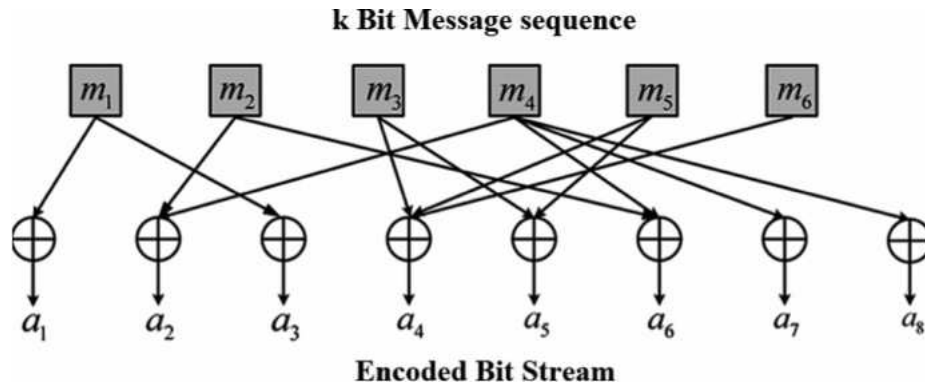 k Bit Message sequence
m₁ m₂ m₃ m₄ m₅ m₆
a₁ a₂ a₃ a₄ a₅ a₆ a₇ a₈
Encoded Bit Stream